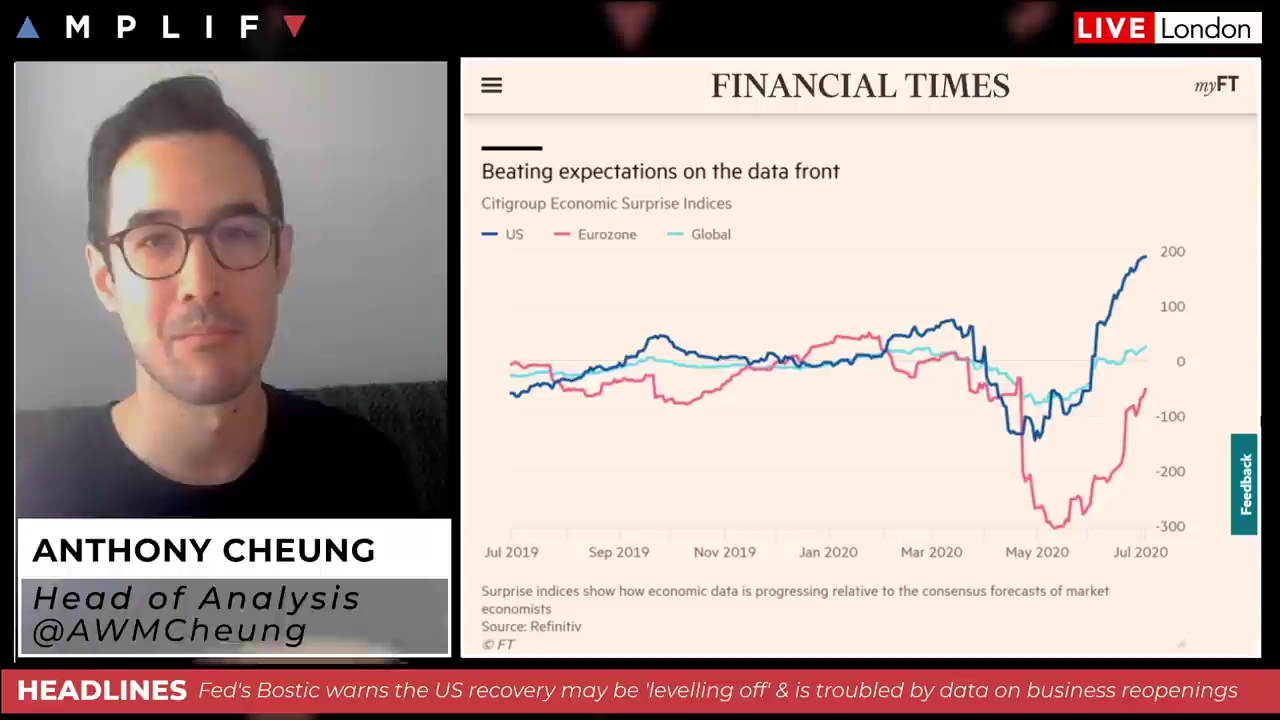 MPLIF
LIVE London
FINANCIAL TIMES
myFT
Beating expectations on the data front
Citigroup Economic Surprise Indices
US Eurozone Global
200
100
0
-100
-200
-300
Jul 2019 Sep 2019 Nov 2019 Jan 2020 Mar 2020 May 2020 Jul 2020
Surprise indices show how economic data is progressing relative to the consensus forecasts of market
economists
Source: Refinitiv
© FT
Feedback
ANTHONY CHEUNG
Head of Analysis
@AWMCheung
HEADLINES Fed's Bostic warns the US recovery may be 'levelling off' & is troubled by data on business reopenings